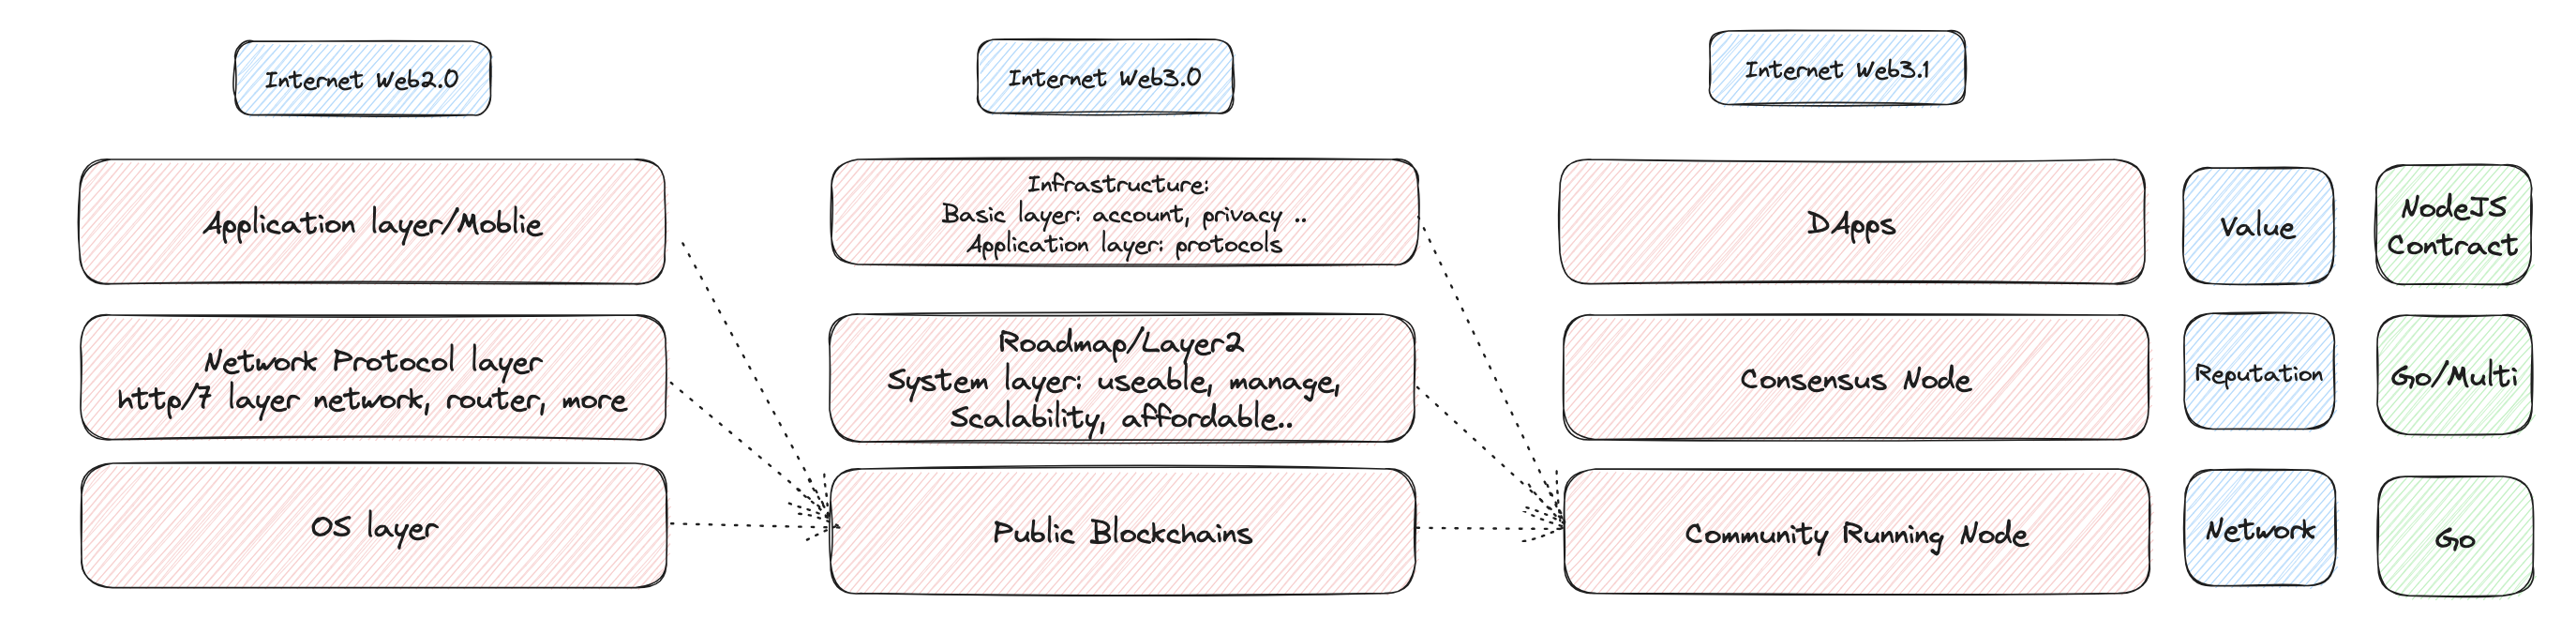 Internet Web2.0
Internet Web3.0
Internet Web3.1
Application layer/Moblie
Infrastructure:
Basic layer: account, privacy ..
Application layer: protocols
DApps
Value
NodeJS
Contract
Network Protocol layer
http/7 layer network, router, more
Roadmap/Layer2
System layer: useable, manage,
Scalability, affordable..
Consensus Node
Reputation
Go/Multi
OS layer
Public Blockchains
Community Running Node
Network
Go